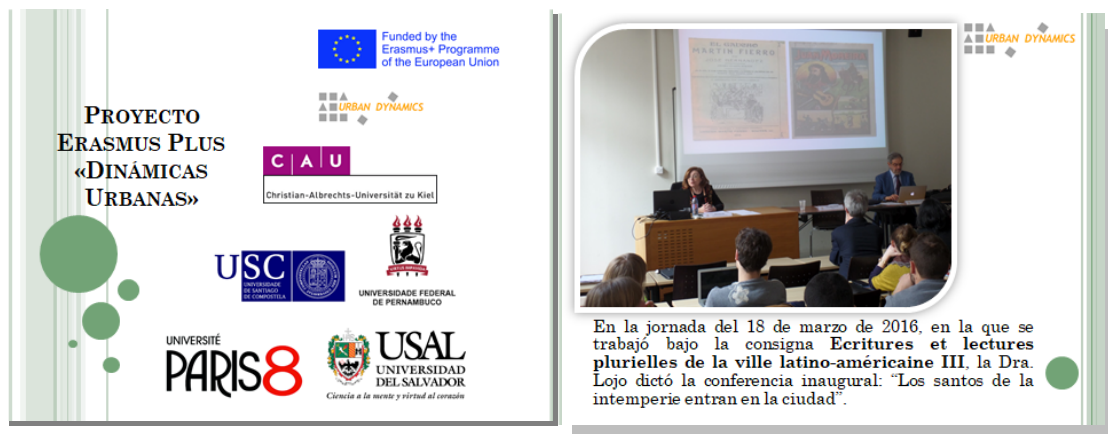 Funded by the
Erasmus+ Programme
of the European Union
URBAN DYNAMICS
PROYECTO
ERASMUS PLUS
«DINÁMICAS
URBANAS»
C|A|U
Christian-Albrechts-Universität zu Kiel
USC
UNIVERSIDADE
DE SANTIAGO
DE COMPOSTELA
VIRTUS IMPAVIDA
UNIVERSIDADE FEDERAL
DE PERNAMBUCO
UNIVERSITÉ
PARIS8
USAL
UNIVERSIDAD
DEL SALVADOR
Ciencia a la mente y virtud al corazón
URBAN DYNAMICS
EL GAUCHO
MARTIN FIERRO
En la jornada del 18 de marzo de 2016, en la que se
trabajó bajo la consigna Ecritures et lectures
plurielles de la ville latino-américaine III, la Dra.
Lojo dictó la conferencia inaugural: “Los santos de la
intemperie entran en la ciudad”.